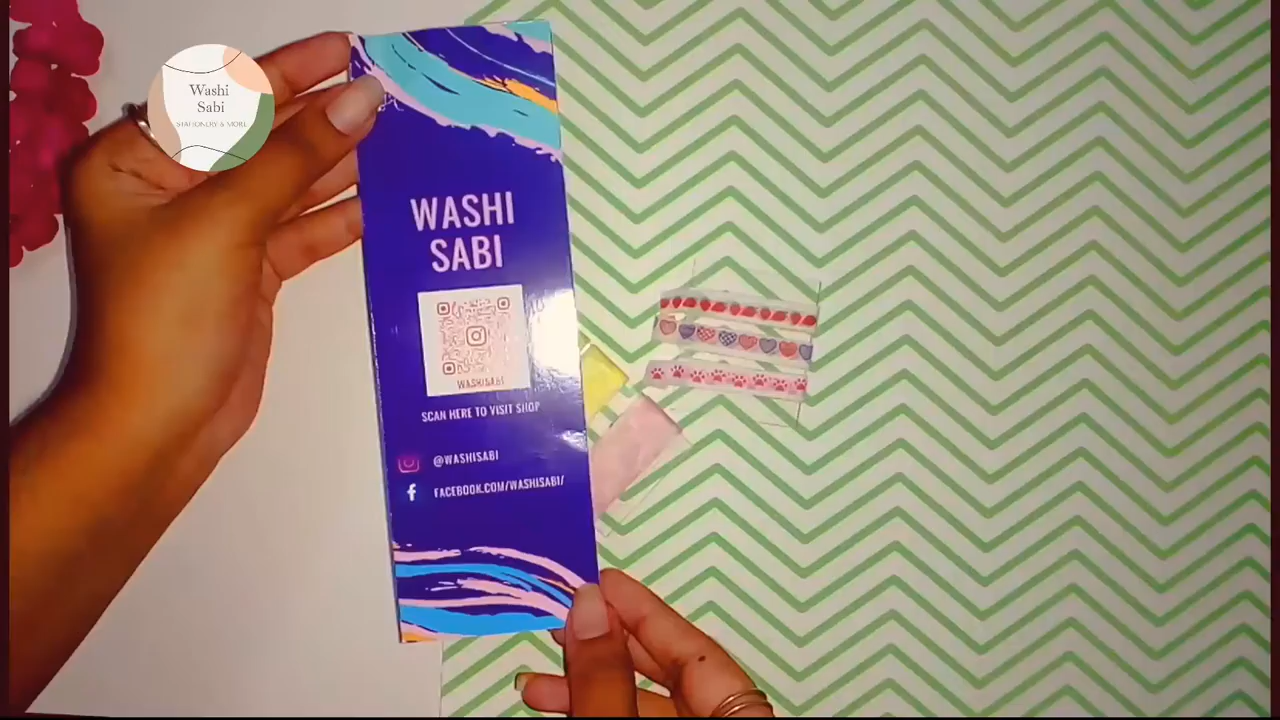 Washi
Sabi
STATIONERY & MORE
WASHI
SABI
WASHISABI
SCAN HERE TO VISIT SHOP
@WASHISABI
FACEBOOK.COM/WASHISABI/